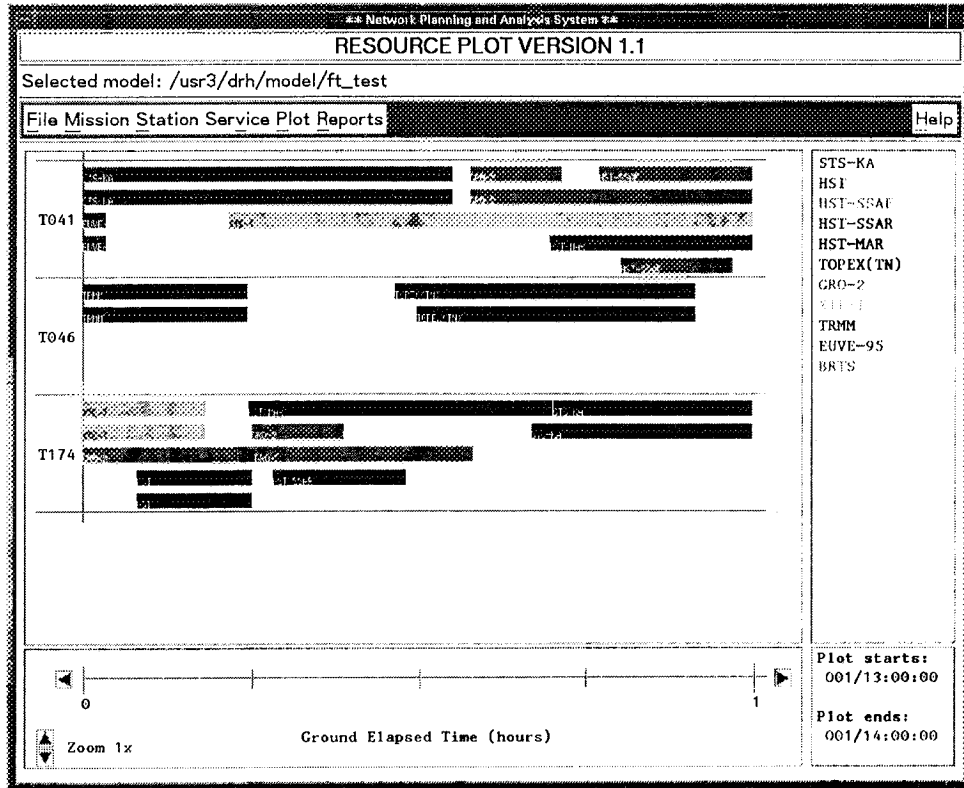 ** Network Planning and Analysis System **
RESOURCE PLOT VERSION 1.1
Selected model: /usr3/drh/model/ft_test
File Mission Station Service Plot Reports Help
T041
T046
T174
STS-KA
HST
HST-SSAF
HST-SSAR
HST-MAR
TOPEX(TN)
GRO-2
TRMM
EUVE-95
BRTS
0 1
Zoom 1x
Ground Elapsed Time (hours)
Plot starts:
001/13:00:00
Plot ends:
001/14:00:00